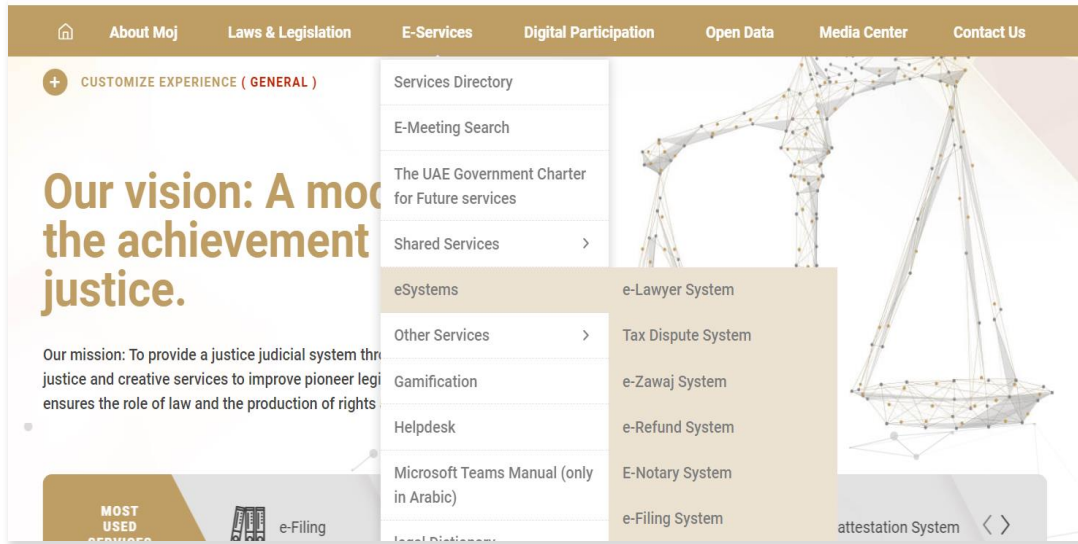 About Moj Laws & Legislation E-Services Digital Participation Open Data Media Center Contact Us
CUSTOMIZE EXPERIENCE ( GENERAL )
Our vision: A
the achievement
justice.
Our mission: To provide a justice judicial system
justice and creative services to improve pioneer
ensures the role of law and the production of rights
Services Directory
E-Meeting Search
The UAE Government Charter
for Future services
Shared Services
eSystems
Other Services
Gamification
Helpdesk
Microsoft Teams Manual (only
in Arabic)
legal Dictionary
e-Lawyer System
Tax Dispute System
e-Zawaj System
e-Refund System
E-Notary System
e-Filing System
MOST
USED
SERVICES
e-Filing
attestation System